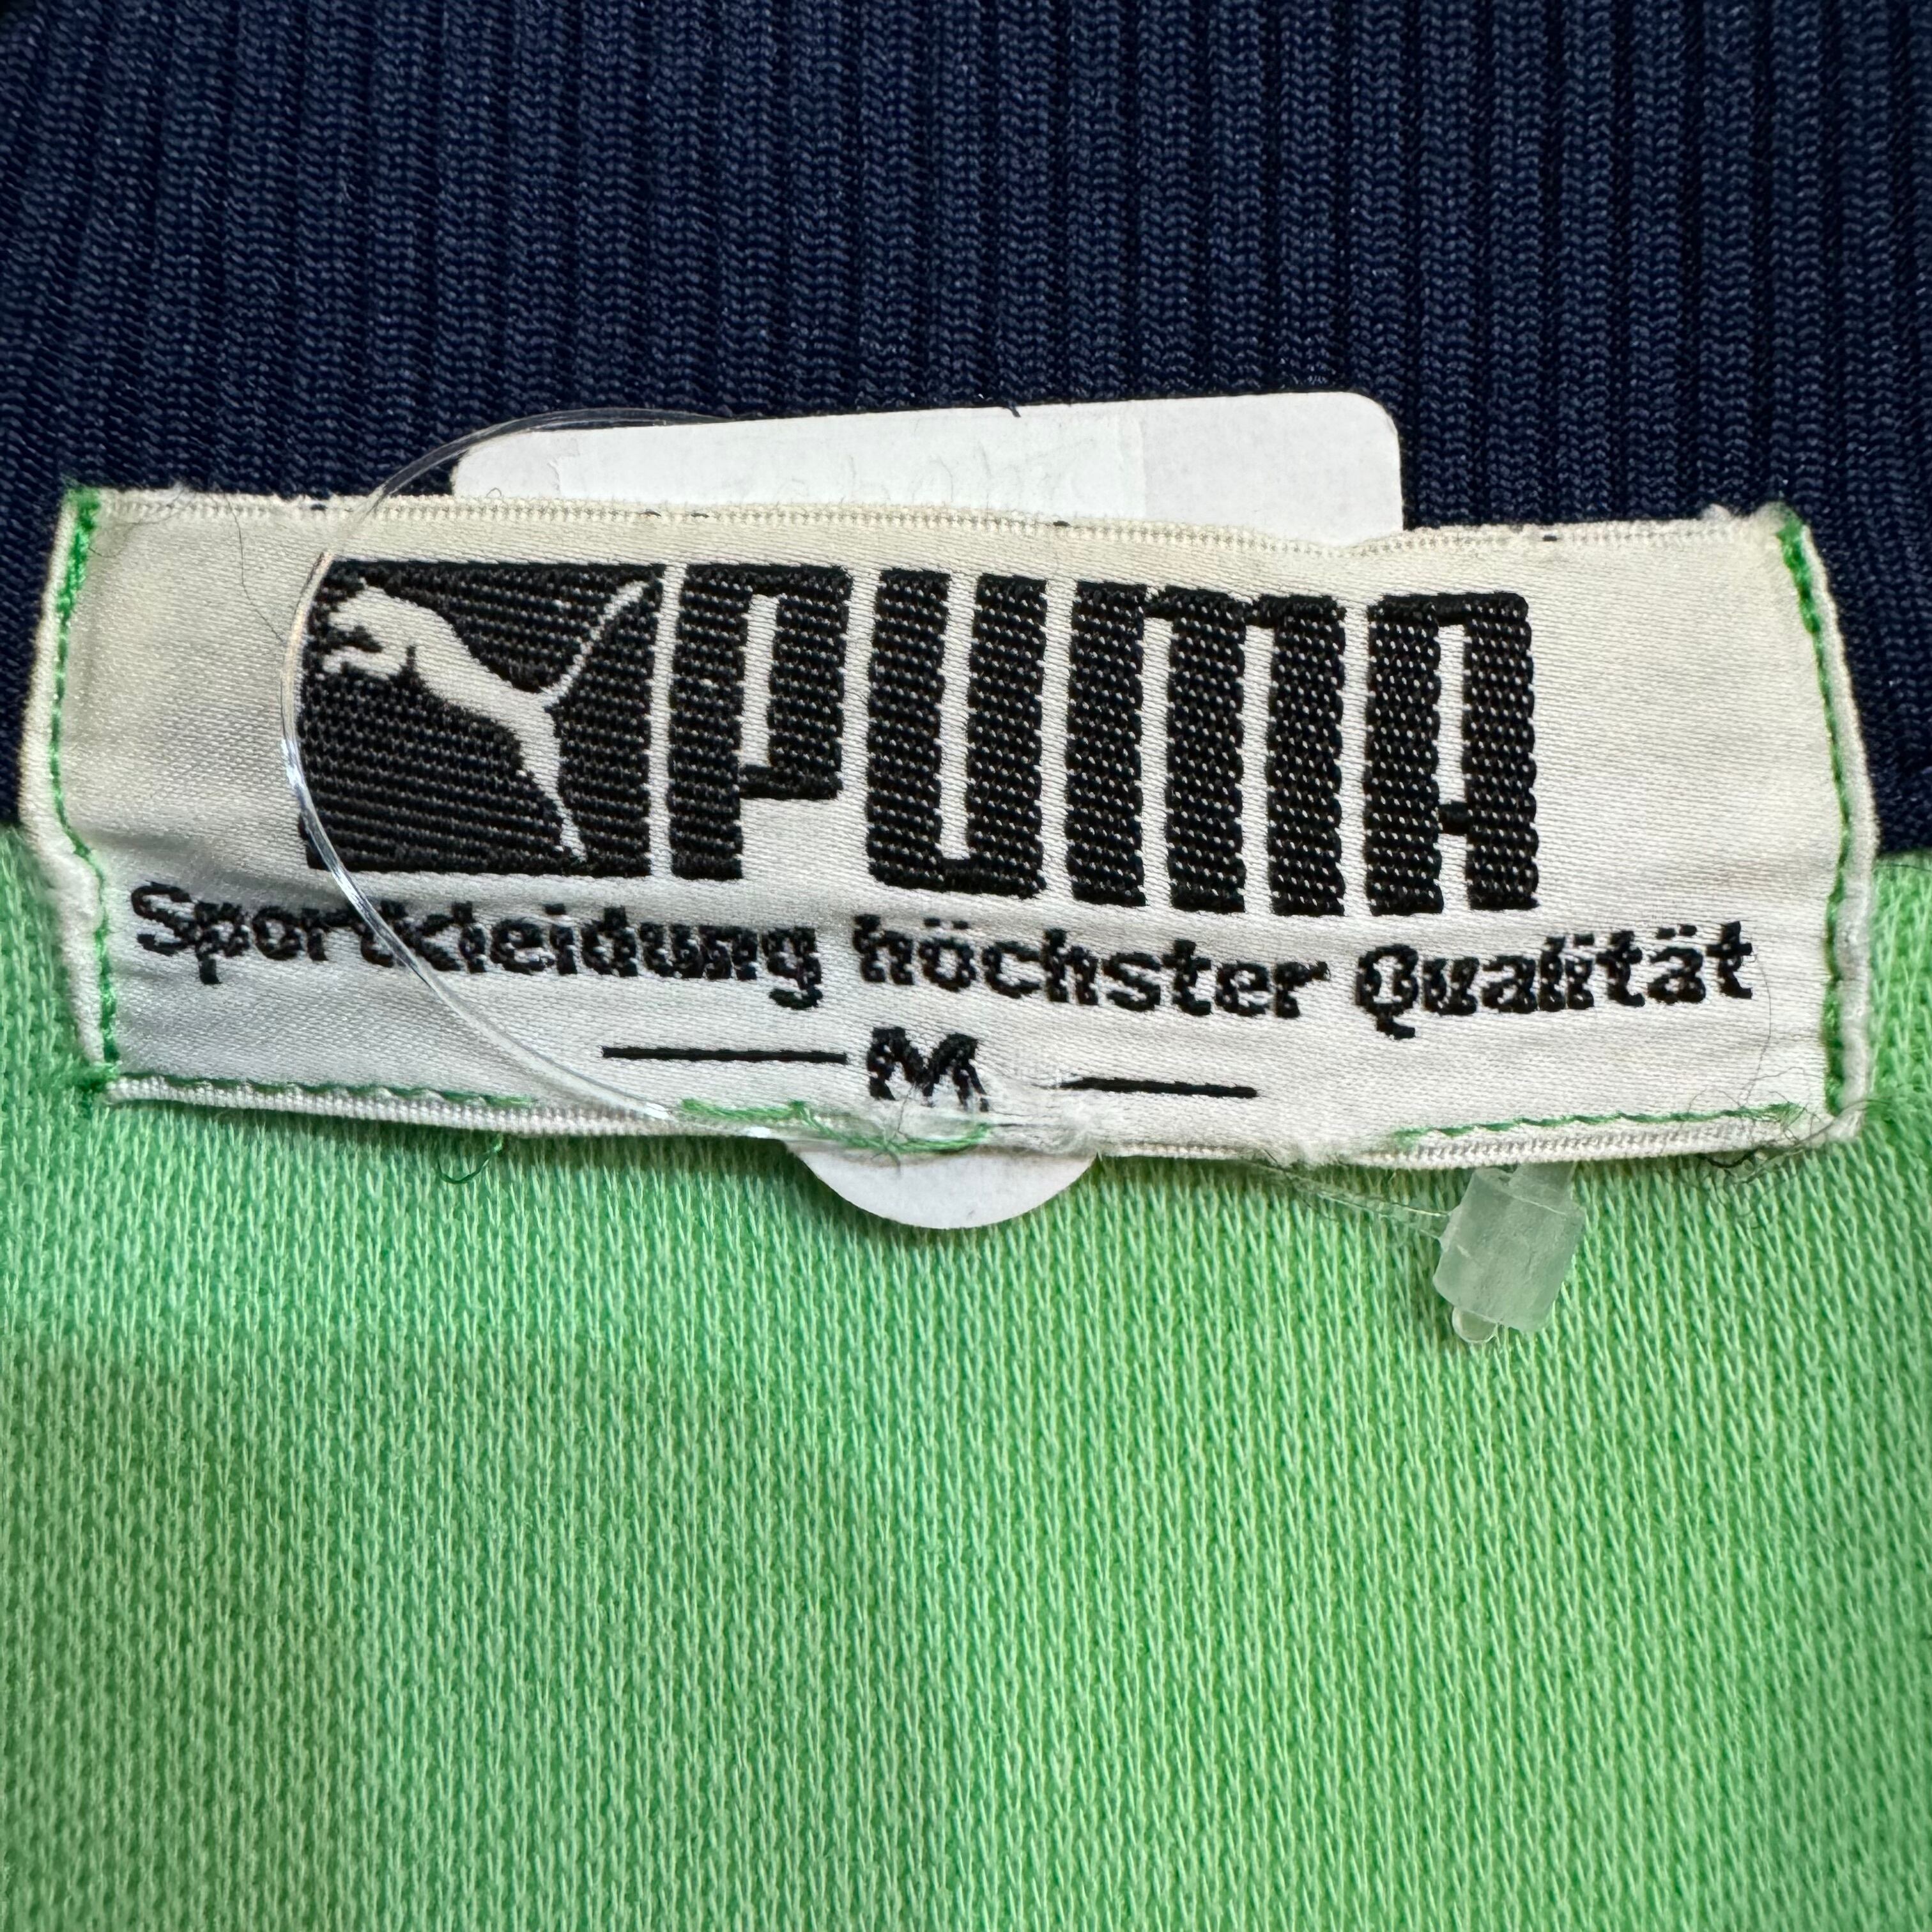 PUMA
Sportkleidung höchster Qualität
M